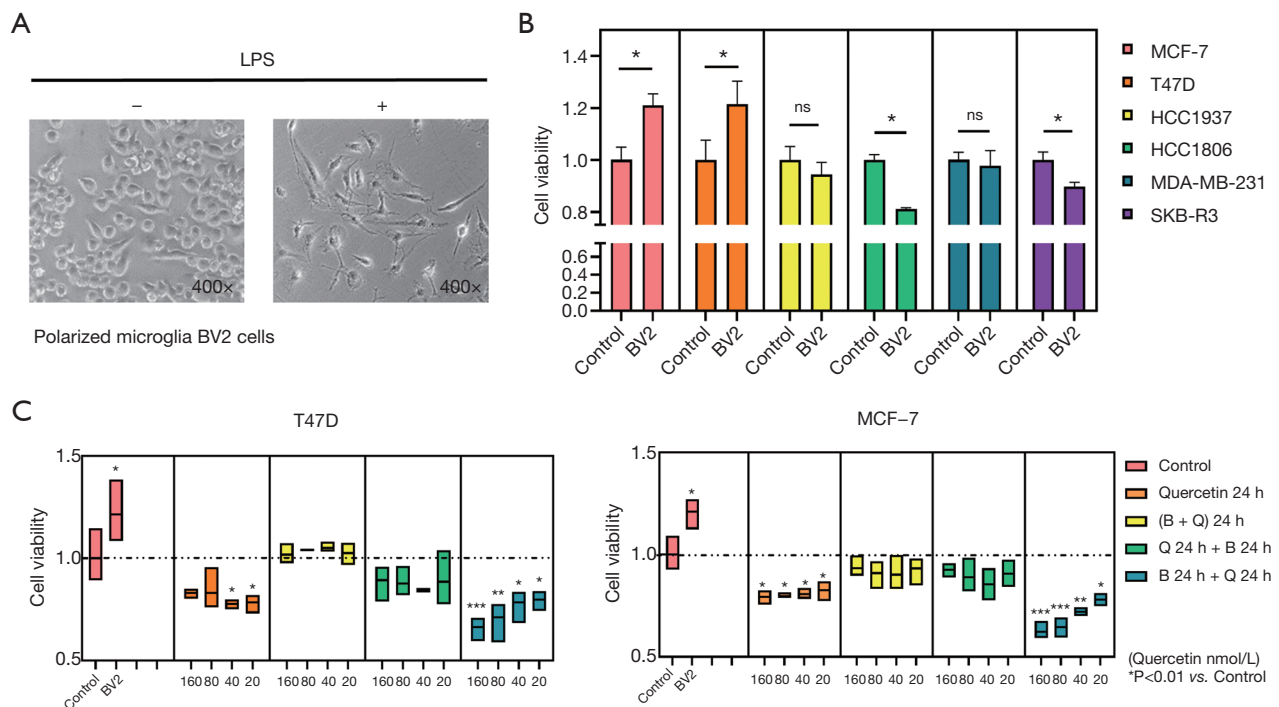 A
LPS
– +
400× 400×
Polarized microglia BV2 cells
B
Cell viability
1.4
1.2
1.0
0.8
0.6
0.4
0.2
0.0
* * ns * ns *
Control BV2 Control BV2 Control BV2 Control BV2 Control BV2 Control BV2
MCF-7
T47D
HCC1937
HCC1806
MDA-MB-231
SKB-R3
C
T47D
Cell viability
1.5
1.0
0.5
* * * *** ** * *
Control BV2 160 80 40 20 160 80 40 20 160 80 40 20 160 80 40 20
MCF–7
Cell viability
1.5
1.0
0.5
* * * * * *** *** ** *
Control BV2 160 80 40 20 160 80 40 20 160 80 40 20 160 80 40 20
Control
Quercetin 24 h
(B + Q) 24 h
Q 24 h + B 24 h
B 24 h + Q 24 h
(Quercetin nmol/L)
*P<0.01 vs. Control